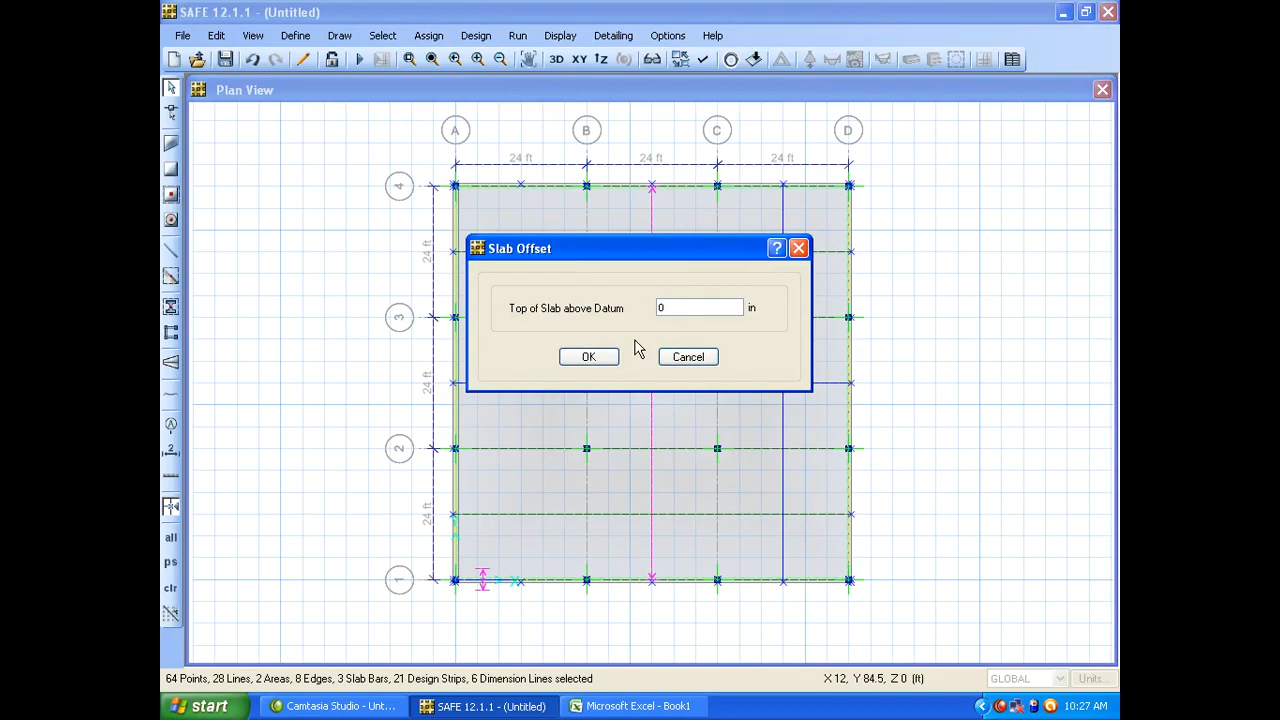 SAFE 12.1.1 - (Untitled)
File Edit View Define Draw Select Assign Design Run Display Detailing Options Help
3D XY
Plan View
A B C D
24 ft 24 ft 24 ft
4
24 ft
Slab Offset
Top of Slab above Datum 0 in
3
OK Cancel
24 ft
2
24 ft
all
ps
1
clr
64 Points, 28 Lines, 2 Areas, 8 Edges, 3 Slab Bars, 21 Design Strips, 6 Dimension Lines selected X 12, Y 84.5, Z 0 (ft) GLOBAL Units...
start Camtasia Studio - Unt... SAFE 12.1.1 - (Untitled) Microsoft Excel - Book1 10:27 AM